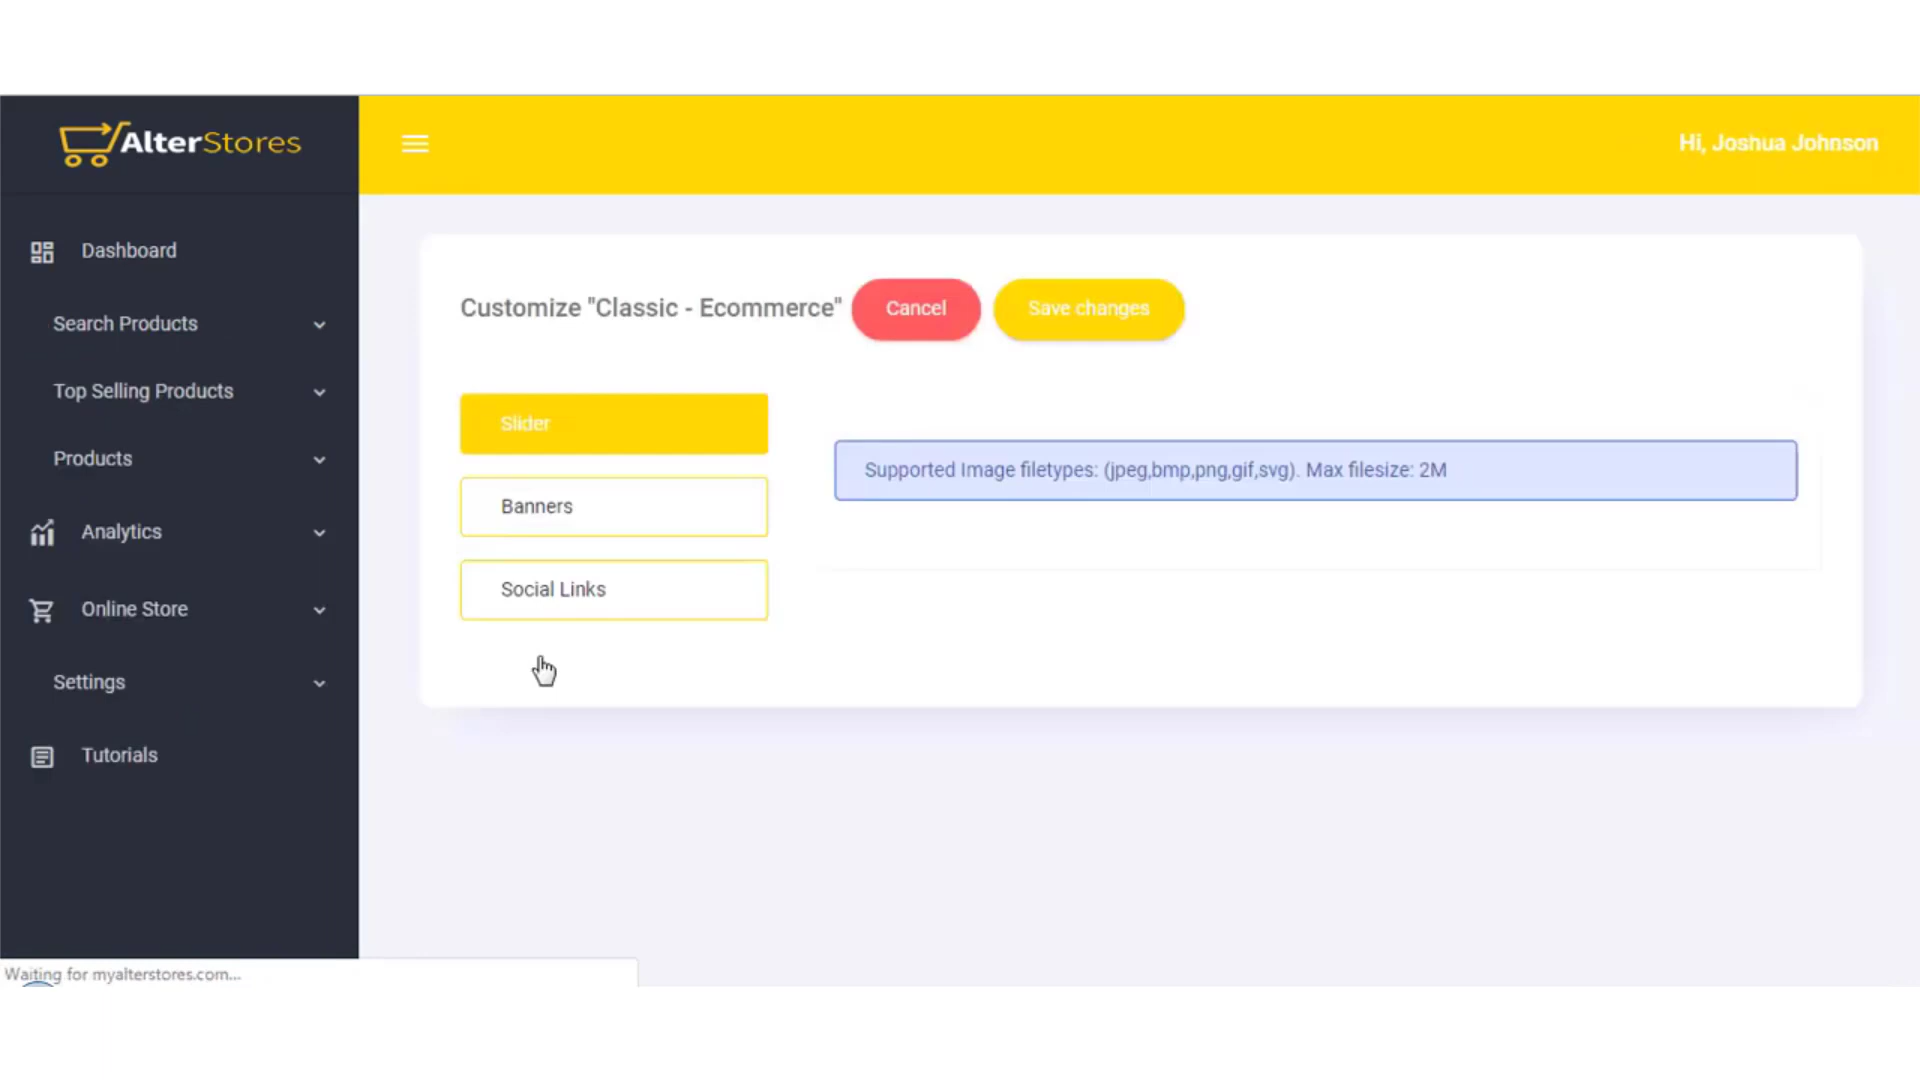 AlterStores
Hi, Joshua Johnson
Dashboard
Search Products
Top Selling Products
Products
Analytics
Online Store
Settings
Tutorials
Customize "Classic - Ecommerce"
Cancel
Save changes
Slider
Banners
Social Links
Supported Image filetypes: (jpeg,bmp,png,gif,svg). Max filesize: 2M
Waiting for myalterstores.com...